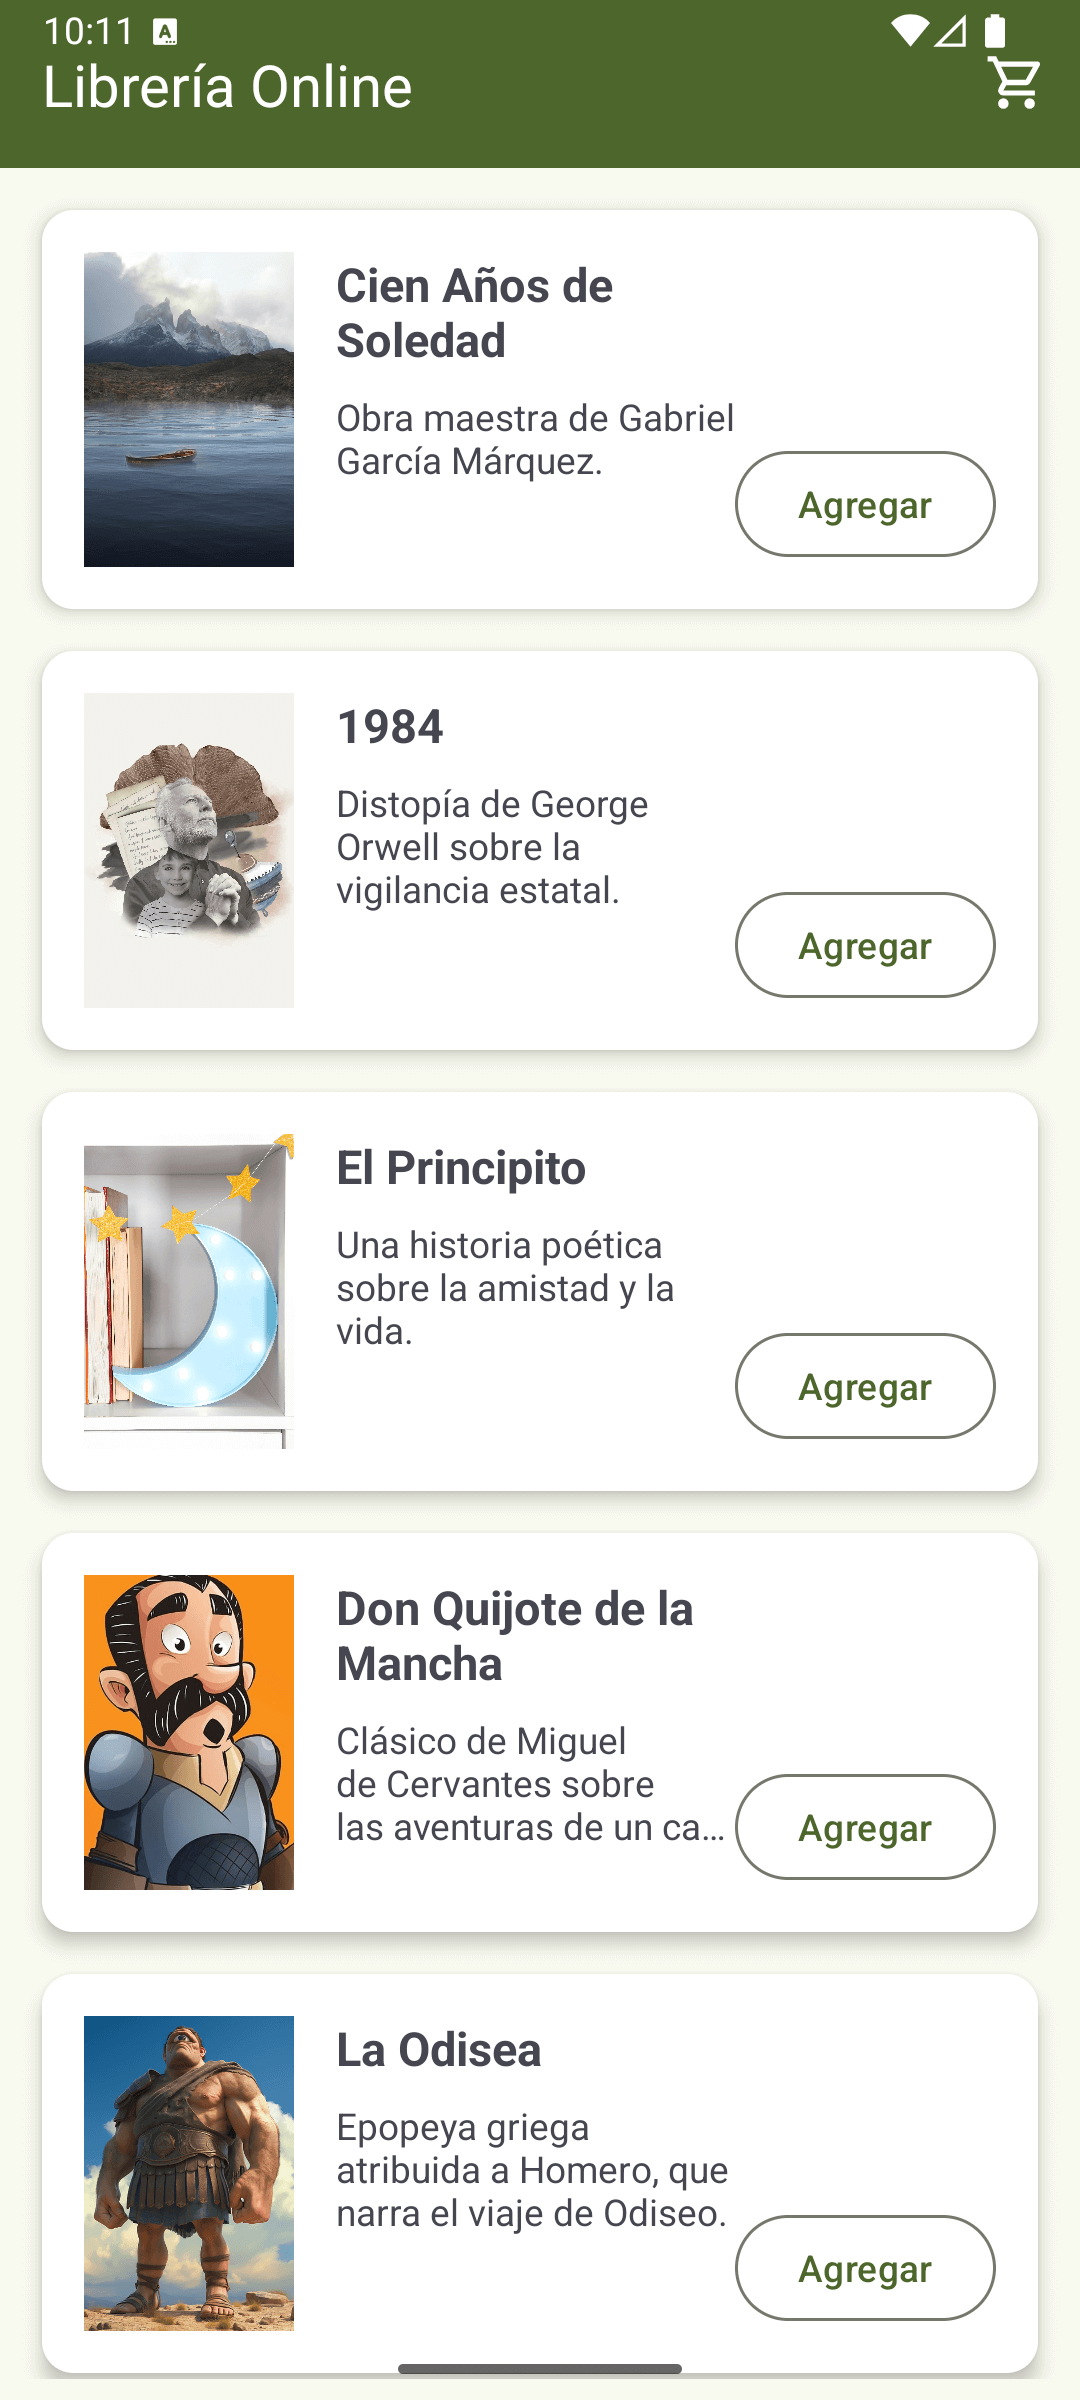 10:11
Librería Online
Cien Años de
Soledad
Obra maestra de Gabriel
García Márquez.
Agregar
1984
Distopía de George
Orwell sobre la
vigilancia estatal.
Agregar
El Principito
Una historia poética
sobre la amistad y la
vida.
Agregar
Don Quijote de la
Mancha
Clásico de Miguel
de Cervantes sobre
las aventuras de un ca...
Agregar
La Odisea
Epopeya griega
atribuida a Homero, que
narra el viaje de Odiseo.
Agregar